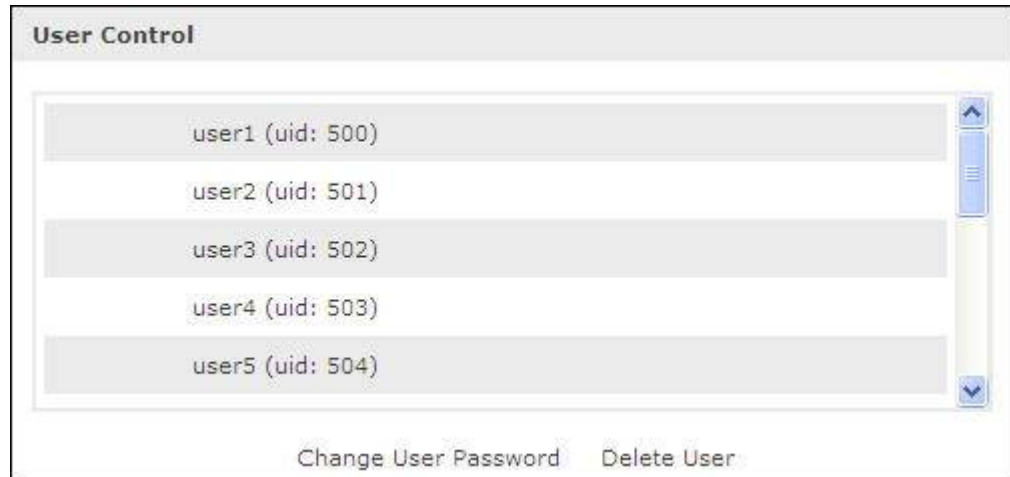 User Control
user1 (uid: 500)
user2 (uid: 501)
user3 (uid: 502)
user4 (uid: 503)
user5 (uid: 504)
Change User Password Delete User